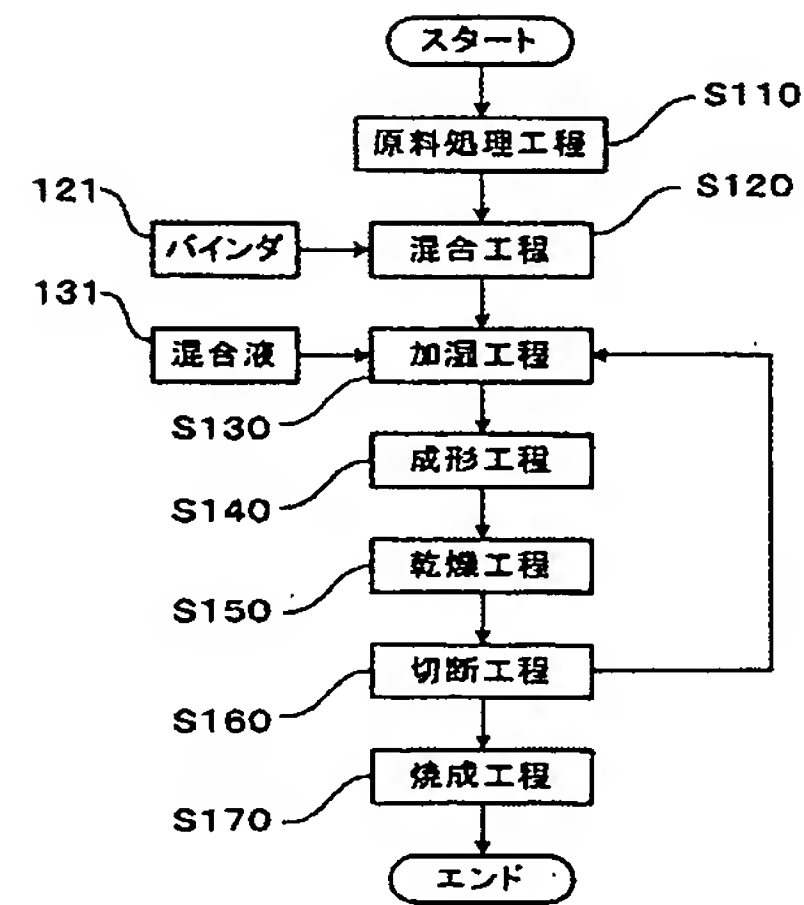 スタート
S110
原料処理工程
S120
121
バインダ
混合工程
131
混合液
加湿工程
S130
成形工程
S140
乾燥工程
S150
切断工程
S160
焼成工程
S170
エンド